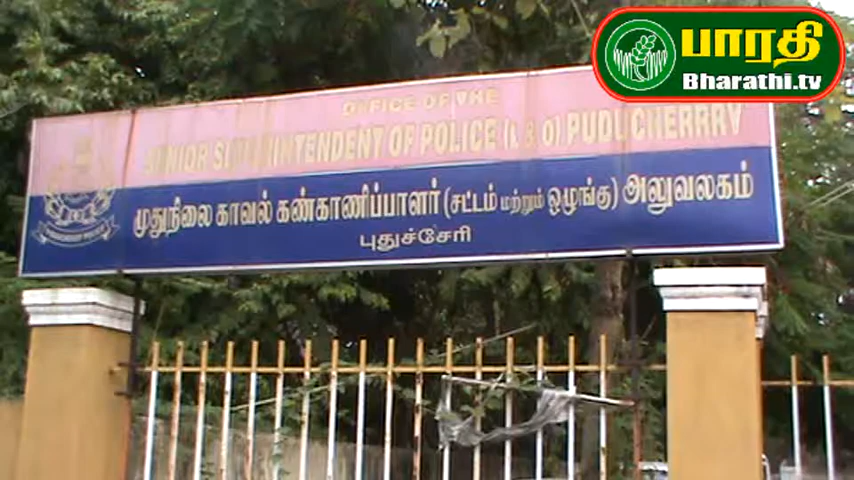 பாரதி
Bharathi.tv
OFFICE OF THE
SUPERINTENDENT OF POLICE (L & O) PUDUCHERRRY
முதுநிலை காவல் கண்காணிப்பாளர் (சட்டம் மற்றும் ஒழுங்கு) அலுவலகம்
புதுச்சேரி